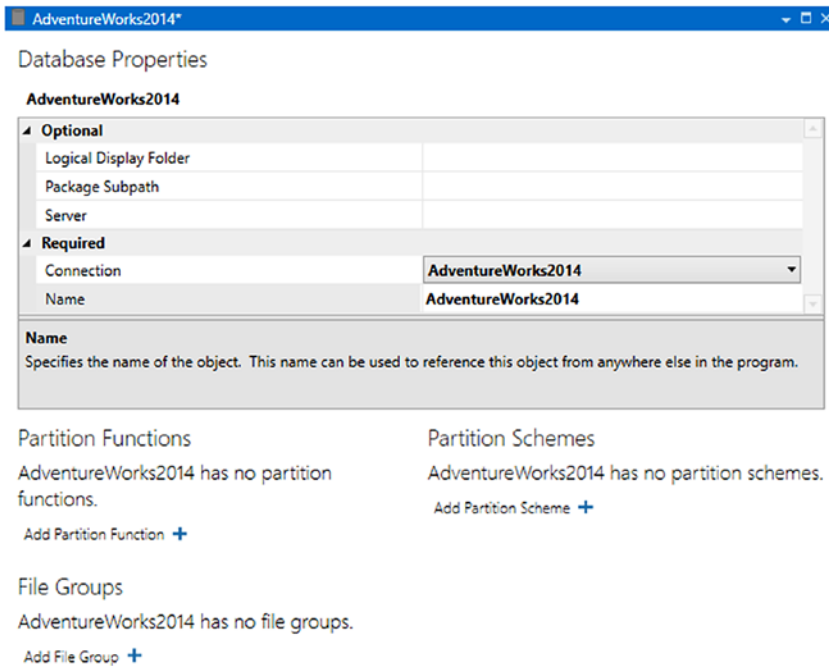 AdventureWorks2014*
Database Properties
AdventureWorks2014
Optional
Logical Display Folder
Package Subpath
Server
Required
Connection AdventureWorks2014
Name AdventureWorks2014
Name
Specifies the name of the object. This name can be used to reference this object from anywhere else in the program.
Partition Functions
AdventureWorks2014 has no partition
functions.
Add Partition Function +
Partition Schemes
AdventureWorks2014 has no partition schemes.
Add Partition Scheme +
File Groups
AdventureWorks2014 has no file groups.
Add File Group +